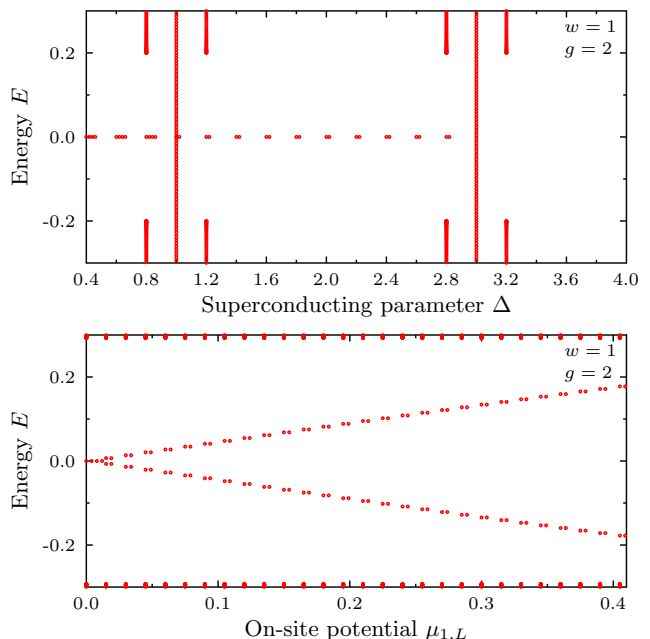 w = 1
g = 2
0.2
0.0
-0.2
Energy E
0.4 0.8 1.2 1.6 2.0 2.4 2.8 3.2 3.6 4.0
Superconducting parameter Δ
w = 1
g = 2
0.2
0.0
-0.2
Energy E
0.0 0.1 0.2 0.3 0.4
On-site potential μ1,L